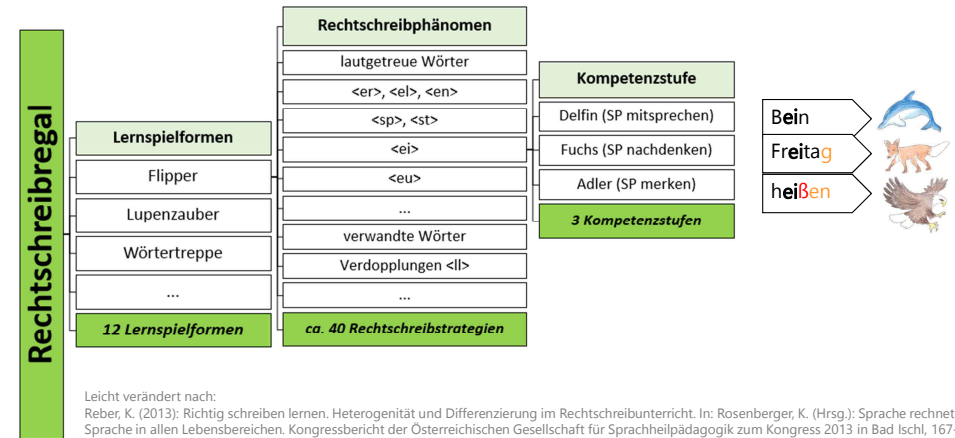 Rechtschreibregal
Lernspielformen
Flipper
Lupenzauber
Wörtertreppe
...
12 Lernspielformen
Rechtschreibphänomen
lautgetreue Wörter
<er>, <el>, <en>
<sp>, <st>
<ei>
<eu>
...
verwandte Wörter
Verdopplungen <ll>
...
ca. 40 Rechtschreibstrategien
Kompetenzstufe
Delfin (SP mitsprechen)
Fuchs (SP nachdenken)
Adler (SP merken)
3 Kompetenzstufen
Bein
Freitag
heißen
Leicht verändert nach:
Reber, K. (2013): Richtig schreiben lernen. Heterogenität und Differenzierung im Rechtschreibunterricht. In: Rosenberger, K. (Hrsg.): Sprache rechnet
Sprache in allen Lebensbereichen. Kongressbericht der Österreichischen Gesellschaft für Sprachheilpädagogik zum Kongress 2013 in Bad Ischl, 167-